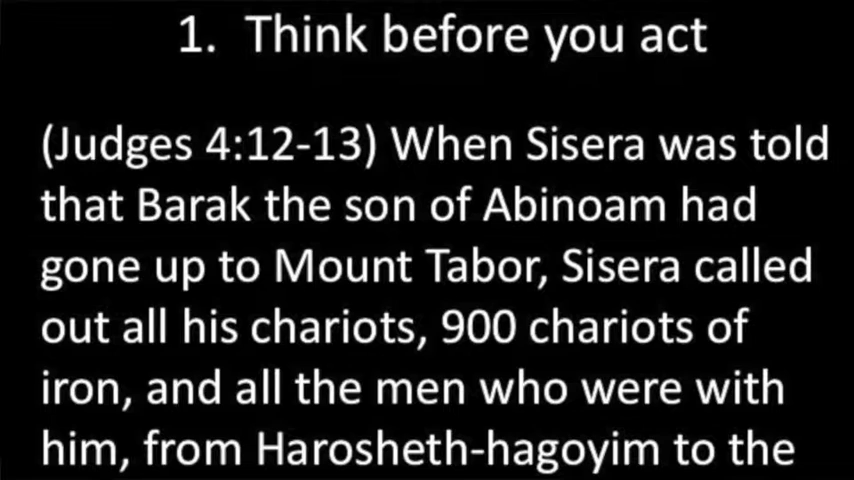 1. Think before you act
(Judges 4:12-13) When Sisera was told
that Barak the son of Abinoam had
gone up to Mount Tabor, Sisera called
out all his chariots, 900 chariots of
iron, and all the men who were with
him, from Harosheth-hagoyim to the